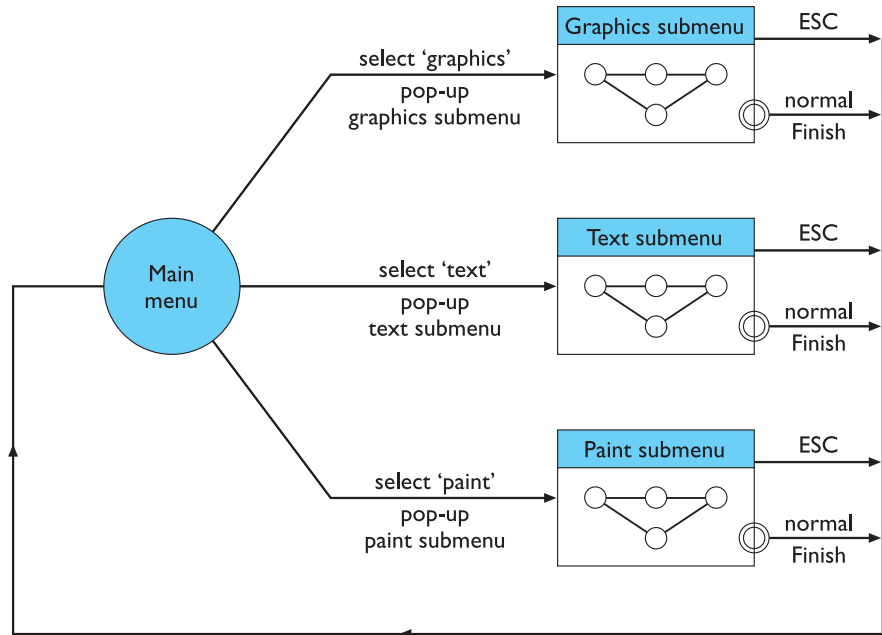 Graphics submenu
ESC
select ‘graphics’
pop-up
graphics submenu
normal
Finish
Main
menu
Text submenu
ESC
select ‘text’
pop-up
text submenu
normal
Finish
Paint submenu
ESC
select ‘paint’
pop-up
paint submenu
normal
Finish